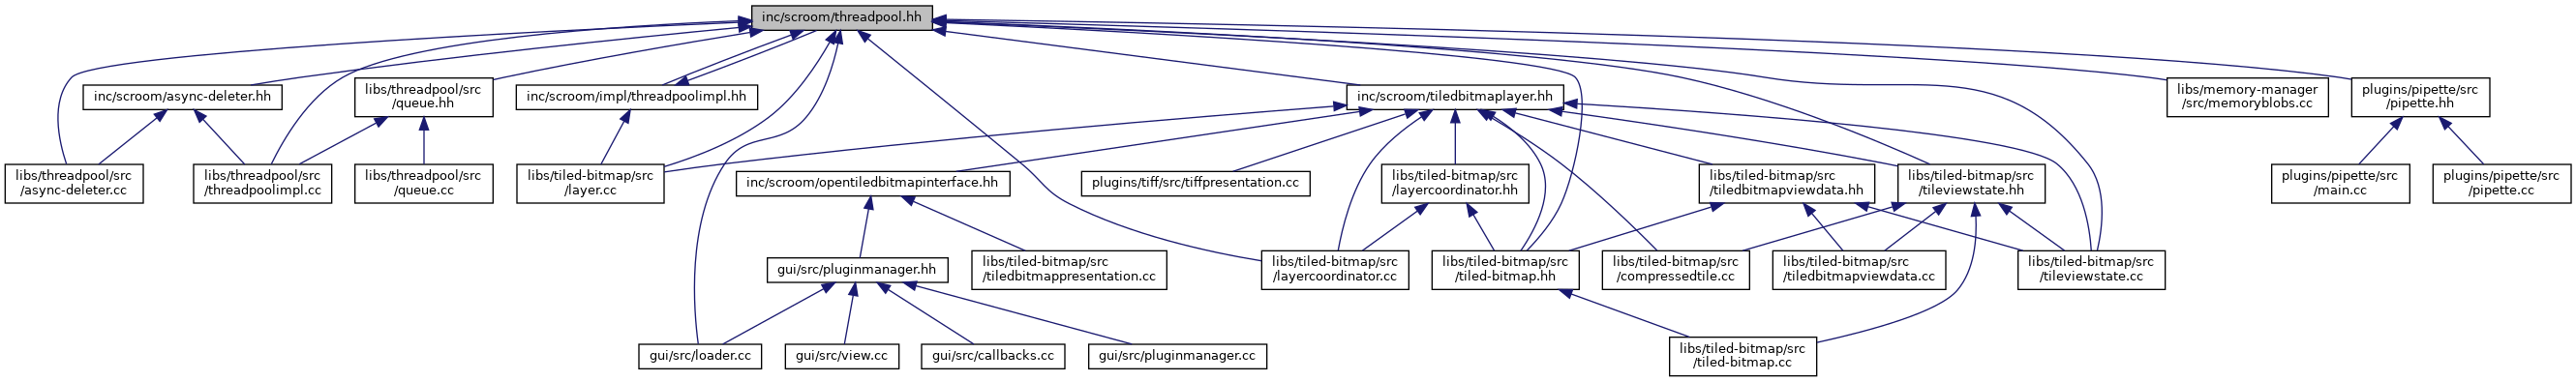 inc/scroom/threadpool.hh
inc/scroom/async-deleter.hh
libs/threadpool/src
/queue.hh
inc/scroom/impl/threadpoolimpl.hh
inc/scroom/tiledbitmaplayer.hh
libs/memory-manager
/src/memoryblobs.cc
plugins/pipette/src
/pipette.hh
libs/threadpool/src
/async-deleter.cc
libs/threadpool/src
/threadpoolimpl.cc
libs/threadpool/src
/queue.cc
libs/tiled-bitmap/src
/layer.cc
inc/scroom/opentiledbitmapinterface.hh
plugins/tiff/src/tiffpresentation.cc
libs/tiled-bitmap/src
/layercoordinator.hh
libs/tiled-bitmap/src
/tiledbitmapviewdata.hh
libs/tiled-bitmap/src
/tileviewstate.hh
plugins/pipette/src
/main.cc
plugins/pipette/src
/pipette.cc
gui/src/pluginmanager.hh
libs/tiled-bitmap/src
/tiledbitmappresentation.cc
libs/tiled-bitmap/src
/layercoordinator.cc
libs/tiled-bitmap/src
/tiled-bitmap.hh
libs/tiled-bitmap/src
/compressedtile.cc
libs/tiled-bitmap/src
/tiledbitmapviewdata.cc
libs/tiled-bitmap/src
/tileviewstate.cc
gui/src/loader.cc
gui/src/view.cc
gui/src/callbacks.cc
gui/src/pluginmanager.cc
libs/tiled-bitmap/src
/tiled-bitmap.cc